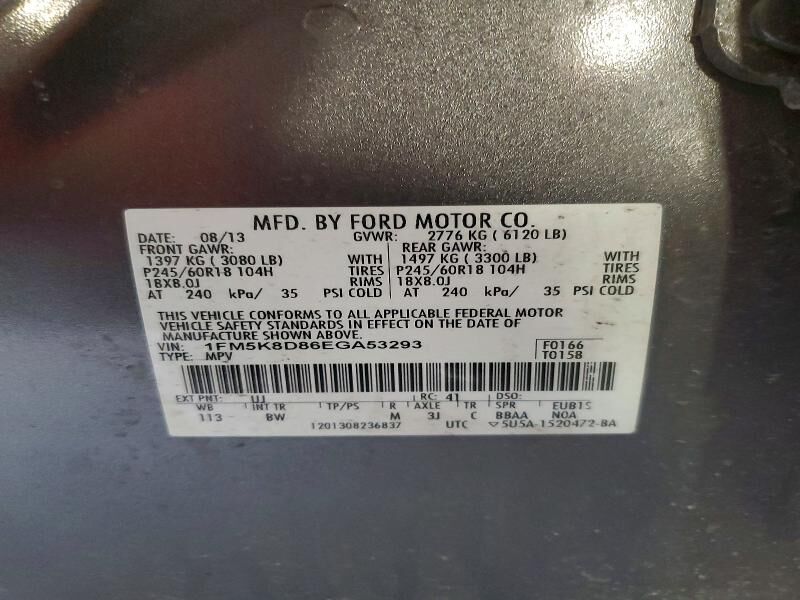 MFD. BY FORD MOTOR CO.
DATE: 08/13 GVWR: 2776 KG ( 6120 LB)
FRONT GAWR: REAR GAWR:
1397 KG ( 3080 LB) WITH 1497 KG ( 3300 LB) WITH
P245/60R18 104H TIRES P245/60R18 104H TIRES
18X8.0J RIMS 18X8.0J RIMS
AT 240 kPa/ 35 PSI COLD AT 240 kPa/ 35 PSI COLD
THIS VEHICLE CONFORMS TO ALL APPLICABLE FEDERAL MOTOR
VEHICLE SAFETY STANDARDS IN EFFECT ON THE DATE OF
MANUFACTURE SHOWN ABOVE.
VIN: 1FM5K8D86EGA53293 F0166
TYPE: MPV T0158
EXT PNT: UJ RC: 41 DSO:
WB INT TR TP/PS R AXLE TR SPR EUB1S
113 BW M 3J C BBAA NOA
1201308236837 UTC ▽5U5A-1520472-BA